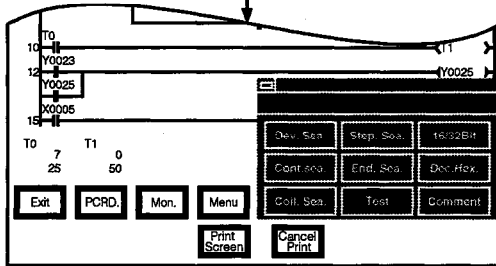 T0
10 T1
Y0023
12 Y0025
Y0025
X0005
15
T0 T1
7 0
25 50
Dev. Sea. Step. Sea. 16/32Bit
Cont.sea. End. Sea. Dec.Hex.
Coil. Sea. Test Comment
Exit PCRD. Mon. Menu
Print Screen Cancel Print